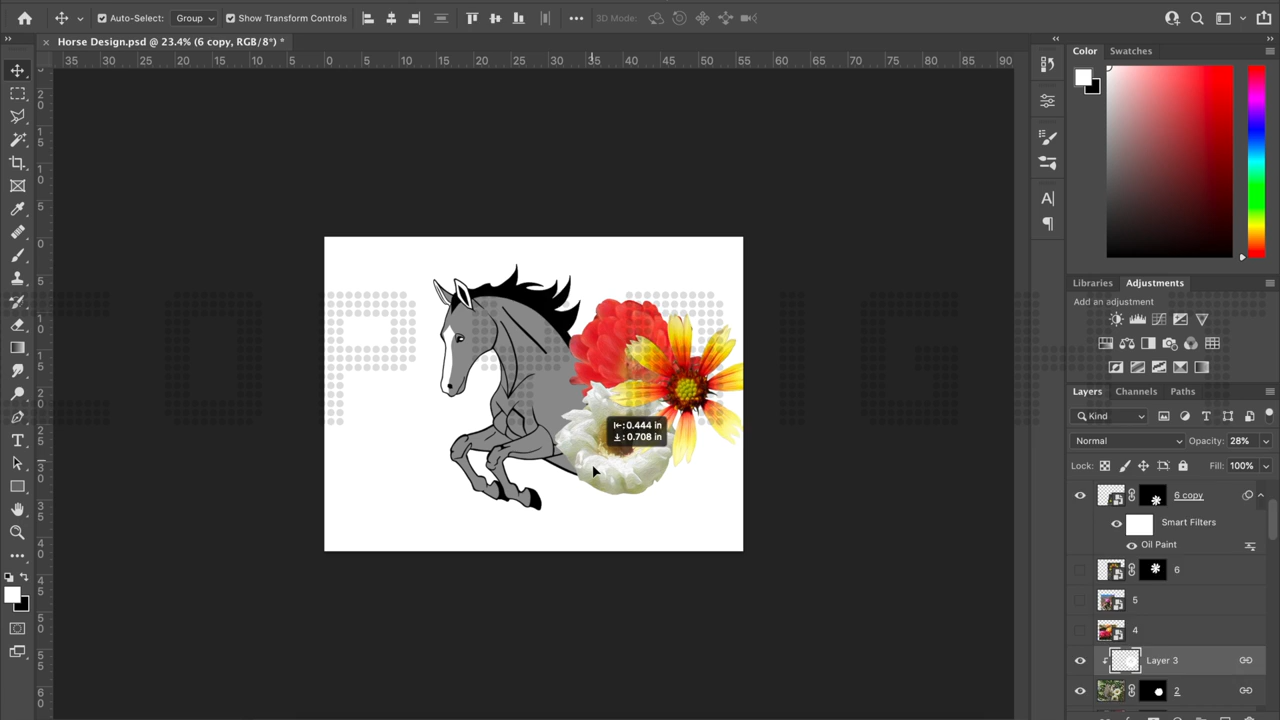 Auto-Select: Group Show Transform Controls 3D Mode:
Horse Design.psd @ 23.4% (6 copy, RGB/8*) *
35 30 25 20 15 10 5 0 5 10 15 20 25 30 35 40 45 50 55 60 65 70 75 80 85 90
Color Swatches
Libraries Adjustments
Add an adjustment
Layers Channels Paths
Kind
Normal Opacity: 28%
Lock: Fill: 100%
6 copy
Smart Filters
Oil Paint
6
5
4
Layer 3
2
0.444 in
0.708 in